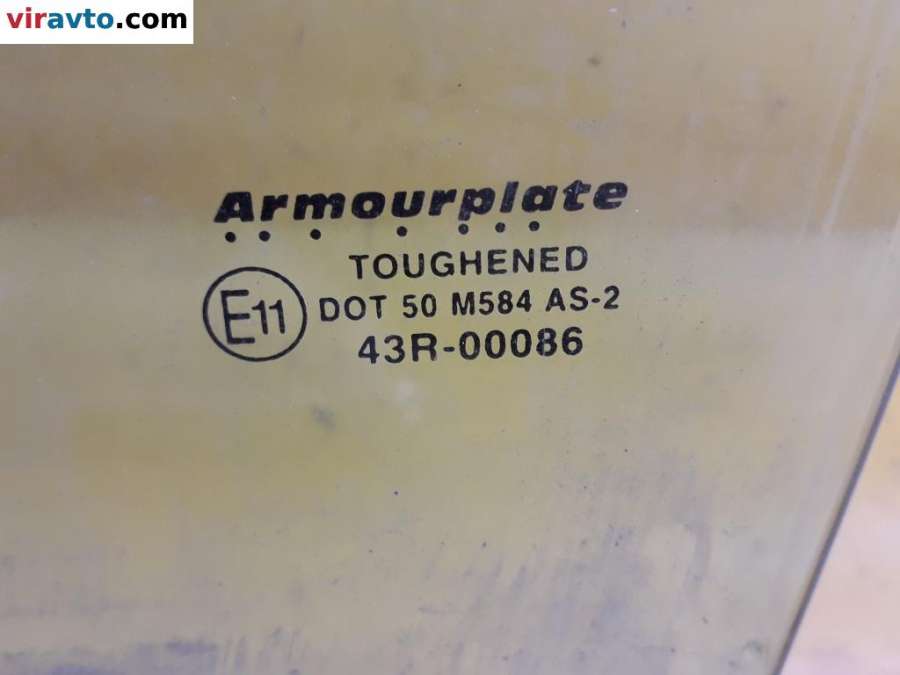 viravto.com
Armourplate
TOUGHENED
E11
DOT 50 M584 AS-2
43R-00086